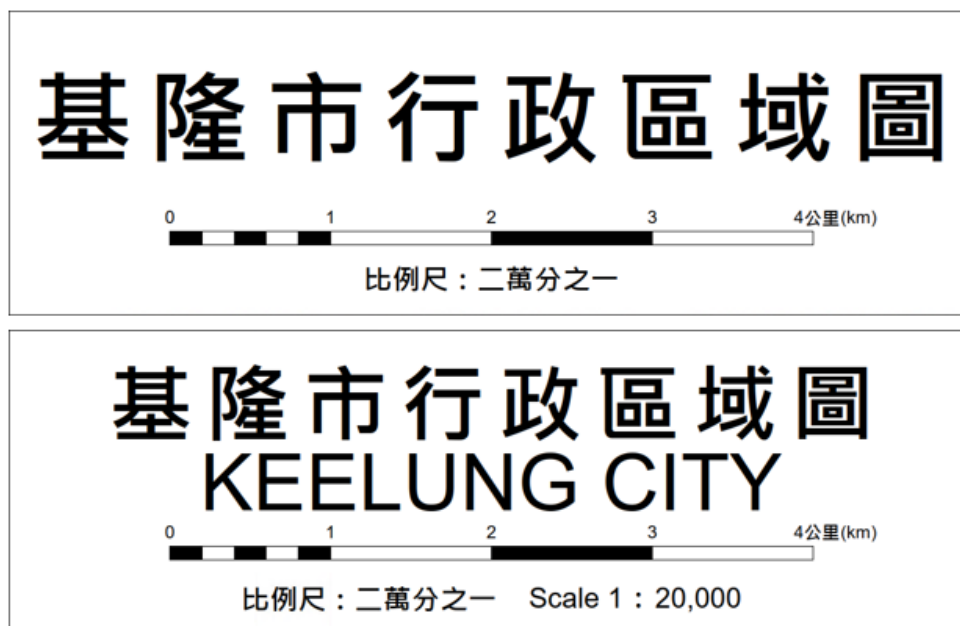 基隆市行政區域圖
0 1 2 3 4公里(km)
比例尺：二萬分之一
基隆市行政區域圖
KEELUNG CITY
0 1 2 3 4公里(km)
比例尺：二萬分之一 Scale 1：20,000